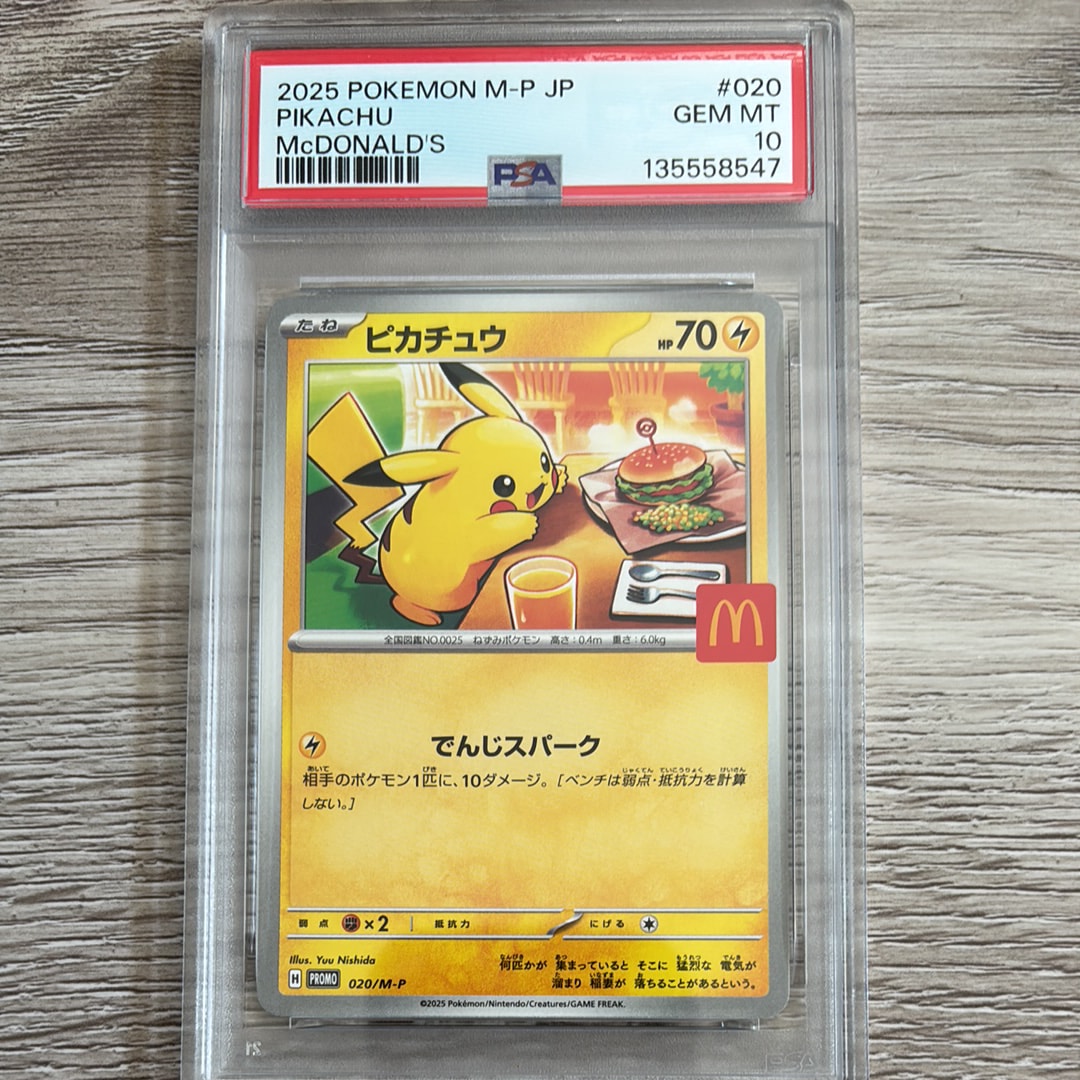 2025 POKEMON M-P JP
#020
PIKACHU
GEM MT
McDONALD'S
10
PSA
135558547
たね
ピカチュウ
HP70
全国図鑑NO.0025 ねずみポケモン 高さ:0.4m 重さ:6.0kg
でんじスパーク
相手のポケモン1匹に、10ダメージ。[ベンチは弱点・抵抗力を計算
しない。]
弱点 ×2 抵抗力 にげる
Illus. Yuu Nishida
何匹かが 集まっていると そこに 猛烈な 電気が
溜まり 稲妻が 落ちることがあるという。
H PROMO 020/M-P
©2025 Pokémon/Nintendo/Creatures/GAME FREAK.
PSA